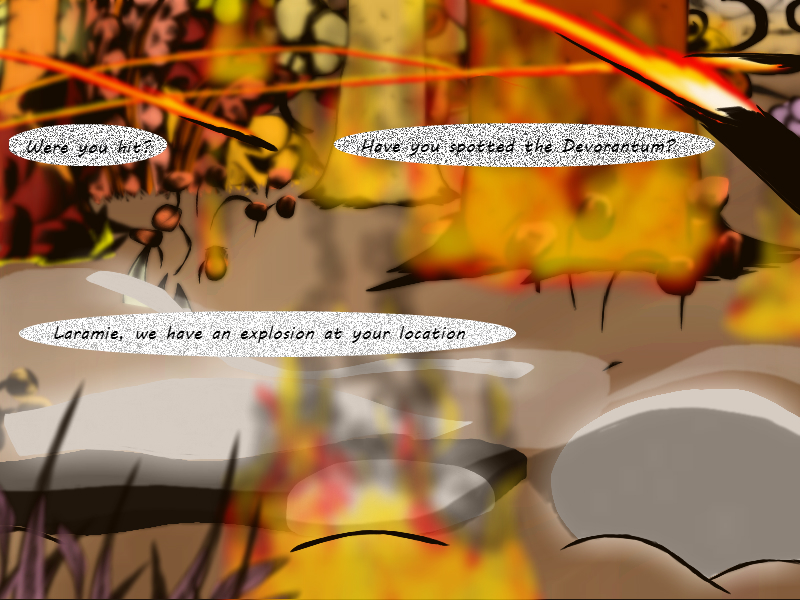 Were you hit?
Have you spotted the Devorantum?
Laramie, we have an explosion at your location